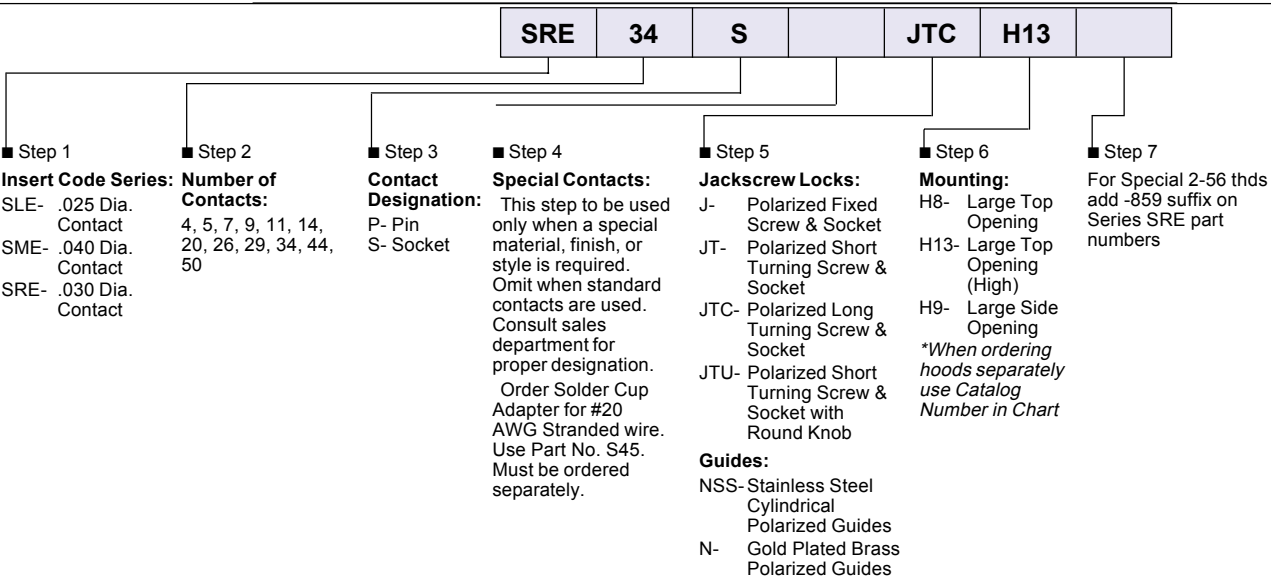 SRE 34 S JTC H13
■ Step 1
Insert Code Series:
SLE- .025 Dia.
Contact
SME- .040 Dia.
Contact
SRE- .030 Dia.
Contact
■ Step 2
Number of
Contacts:
4, 5, 7, 9, 11, 14,
20, 26, 29, 34, 44,
50
■ Step 3
Contact
Designation:
P- Pin
S- Socket
■ Step 4
Special Contacts:
This step to be used
only when a special
material, finish, or
style is required.
Omit when standard
contacts are used.
Consult sales
department for
proper designation.
Order Solder Cup
Adapter for #20
AWG Stranded wire.
Use Part No. S45.
Must be ordered
separately.
■ Step 5
Jackscrew Locks:
J- Polarized Fixed
Screw & Socket
JT- Polarized Short
Turning Screw &
Socket
JTC- Polarized Long
Turning Screw &
Socket
JTU- Polarized Short
Turning Screw &
Socket with
Round Knob
Guides:
NSS- Stainless Steel
Cylindrical
Polarized Guides
N- Gold Plated Brass
Polarized Guides
■ Step 6
Mounting:
H8- Large Top
Opening
H13- Large Top
Opening
(High)
H9- Large Side
Opening
*When ordering
hoods separately
use Catalog
Number in Chart
■ Step 7
For Special 2-56 thds
add -859 suffix on
Series SRE part
numbers